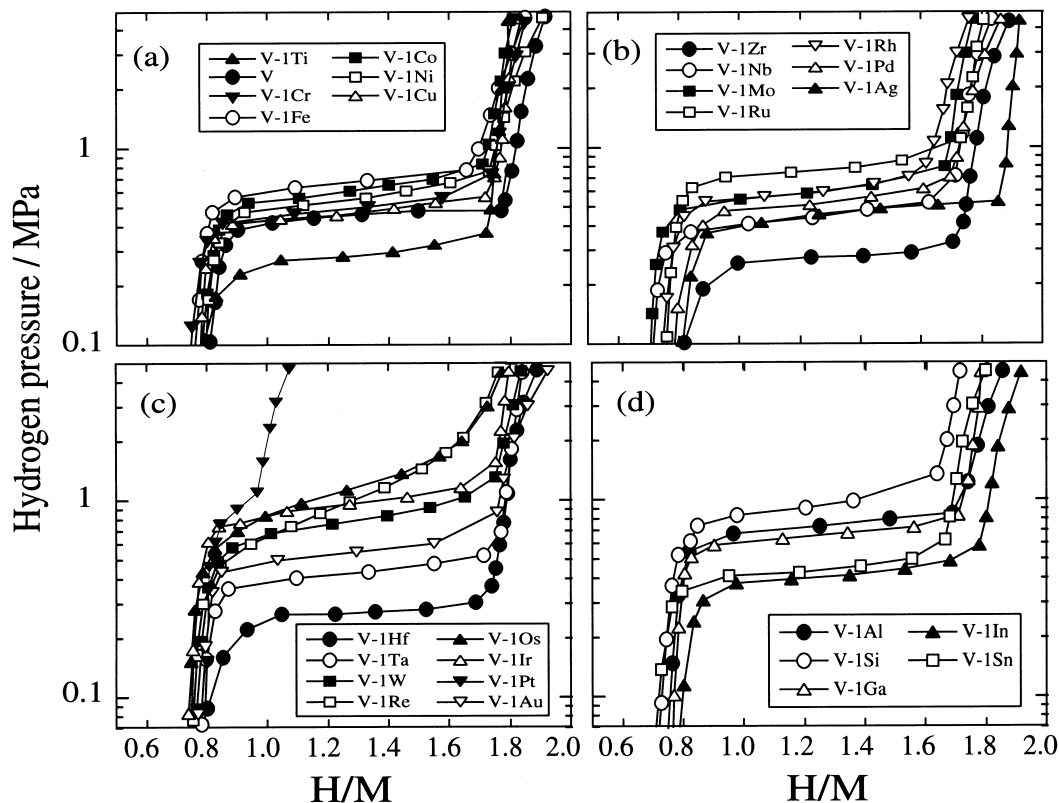 Hydrogen pressure / MPa
(a)
V-1Ti
V-1Co
V
V-1Ni
V-1Cr
V-1Cu
V-1Fe
1
0.1
(b)
V-1Zr
V-1Rh
V-1Nb
V-1Pd
V-1Mo
V-1Ag
V-1Ru
(c)
V-1Hf
V-1Os
V-1Ta
V-1Ir
V-1W
V-1Pt
V-1Re
V-1Au
1
0.1
0.6 0.8 1.0 1.2 1.4 1.6 1.8 2.0
H/M
(d)
V-1Al
V-1In
V-1Si
V-1Sn
V-1Ga
0.6 0.8 1.0 1.2 1.4 1.6 1.8 2.0
H/M